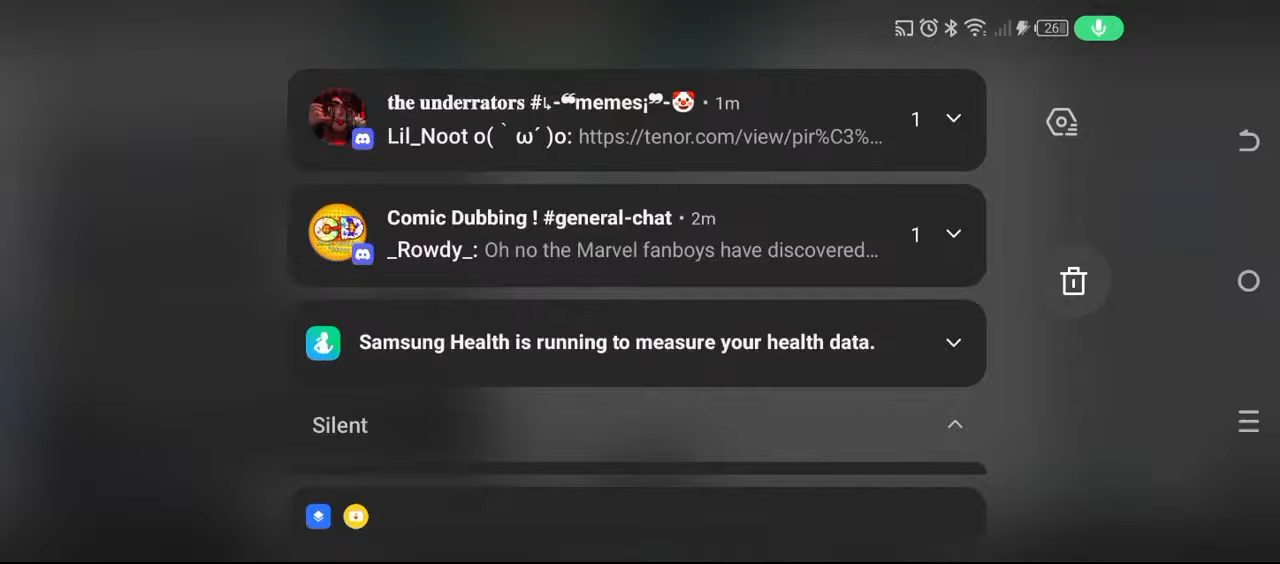 26
the underrators #↳-❝memes¡❞-🤡 · 1m
1
Lil_Noot o( ` ω´ )o: https://tenor.com/view/pir%C3%...
Comic Dubbing ! #general-chat · 2m
1
_Rowdy_: Oh no the Marvel fanboys have discovered...
Samsung Health is running to measure your health data.
Silent